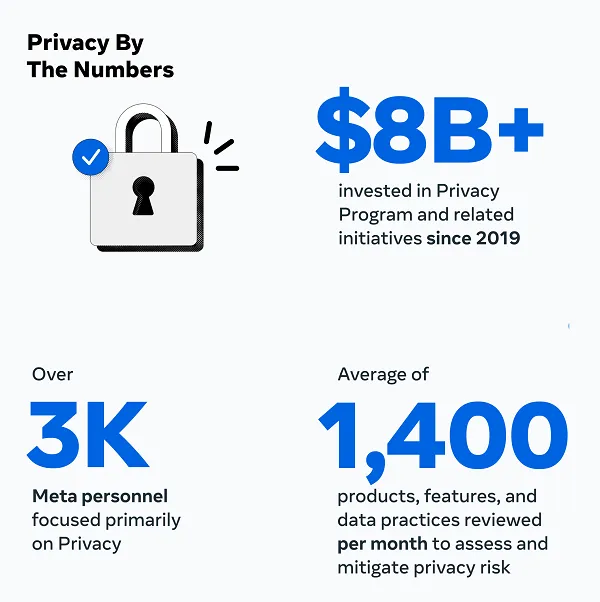 Privacy By
The Numbers
$8B+
invested in Privacy
Program and related
initiatives since 2019
Over
3K
Meta personnel
focused primarily
on Privacy
Average of
1,400
products, features, and
data practices reviewed
per month to assess and
mitigate privacy risk